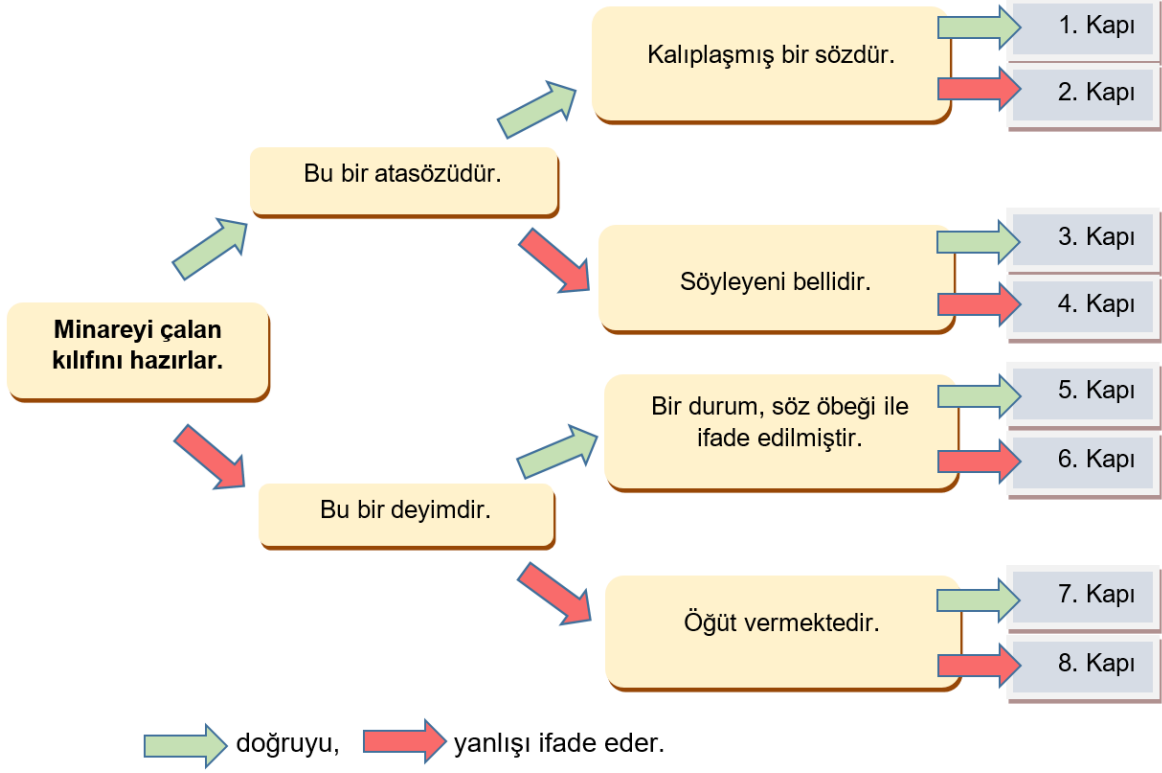 Kalıplaşmış bir sözdür.
1. Kapı
2. Kapı
Bu bir atasözüdür.
Söyleyeni bellidir.
3. Kapı
4. Kapı
Minareyi çalan
kılıfını hazırlar.
Bir durum, söz öbeği ile
ifade edilmiştir.
5. Kapı
6. Kapı
Bu bir deyimdir.
Öğüt vermektedir.
7. Kapı
8. Kapı
doğruyu, yanlışı ifade eder.